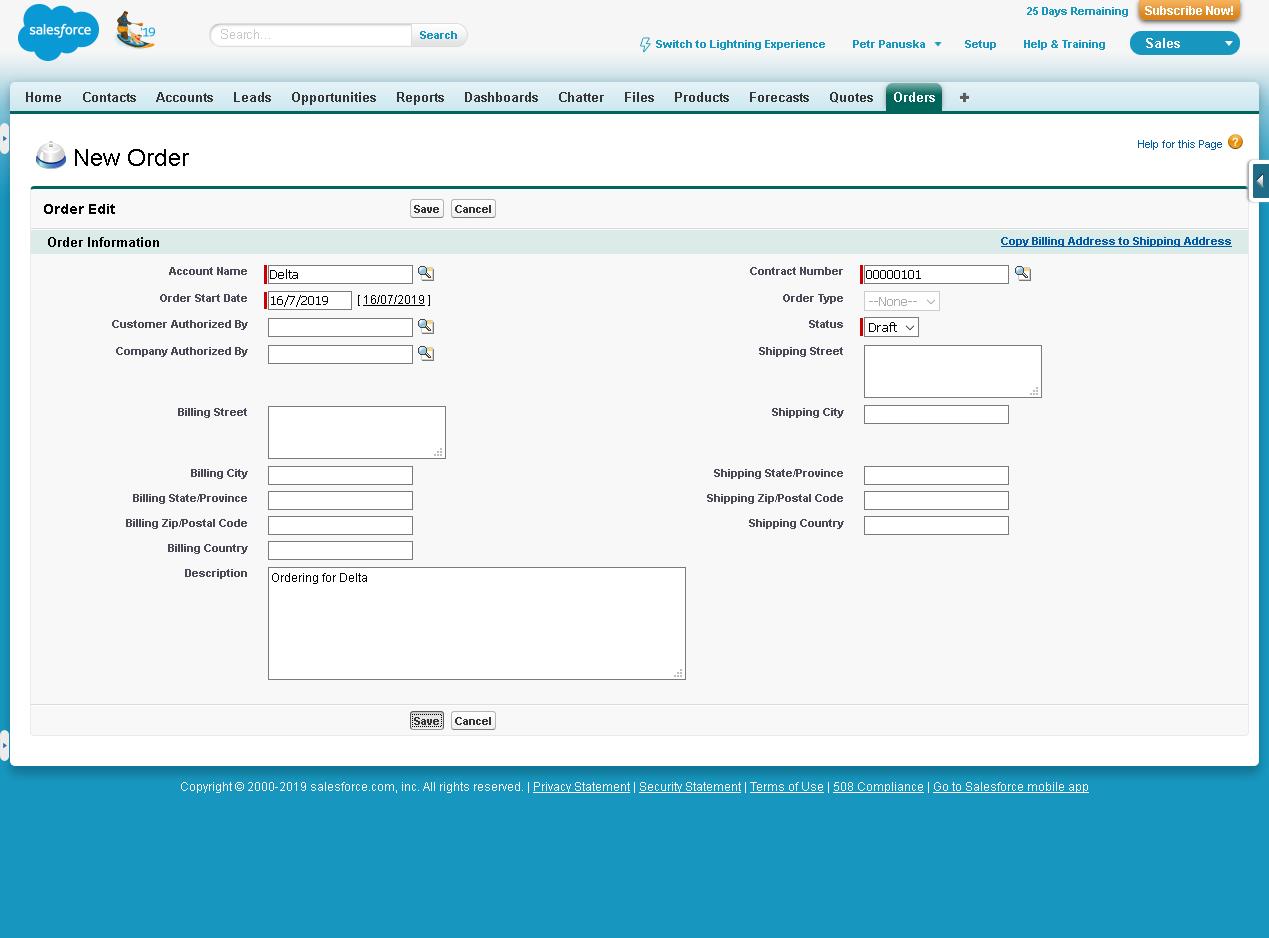 salesforce
'19
Search...
Search
25 Days Remaining
Subscribe Now!
Switch to Lightning Experience
Petr Panuska
Setup
Help & Training
Sales
Home Contacts Accounts Leads Opportunities Reports Dashboards Chatter Files Products Forecasts Quotes Orders +
New Order
Help for this Page ?
Order Edit
Save Cancel
Order Information
Copy Billing Address to Shipping Address
Account Name Delta
Contract Number 00000101
Order Start Date 16/7/2019 [ 16/07/2019 ]
Order Type --None--
Customer Authorized By
Status Draft
Company Authorized By
Shipping Street
Billing Street
Shipping City
Billing City
Shipping State/Province
Billing State/Province
Shipping Zip/Postal Code
Billing Zip/Postal Code
Shipping Country
Billing Country
Description Ordering for Delta
Save Cancel
Copyright © 2000-2019 salesforce.com, inc. All rights reserved. | Privacy Statement | Security Statement | Terms of Use | 508 Compliance | Go to Salesforce mobile app